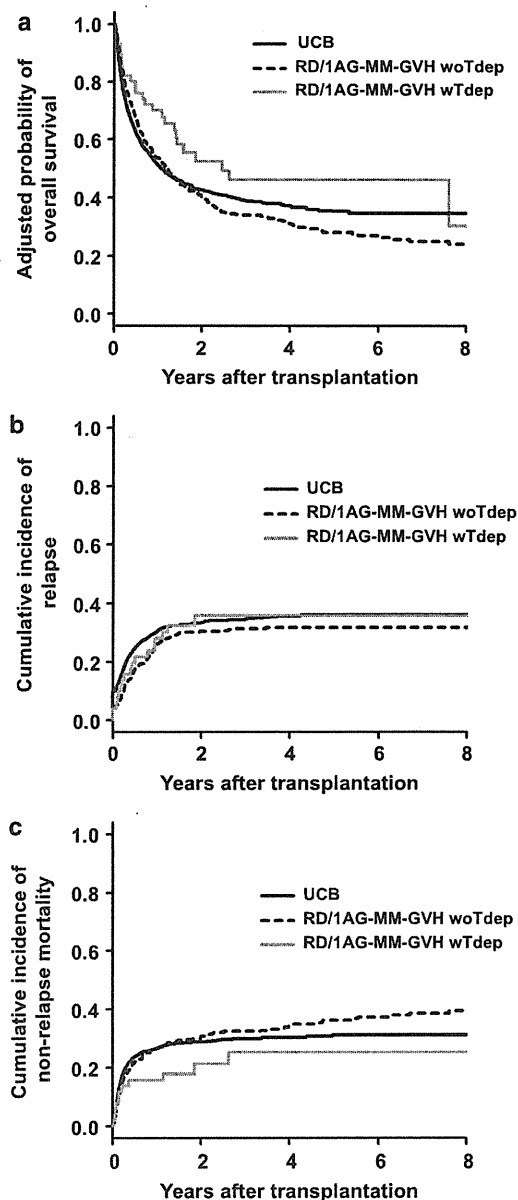 a
Adjusted probability of
overall survival
1.0
0.8
0.6
0.4
0.2
0.0
UCB
RD/1AG-MM-GVH woTdep
RD/1AG-MM-GVH wTdep
0 2 4 6 8
Years after transplantation
b
Cumulative incidence of
relapse
1.0
0.8
0.6
0.4
0.2
0.0
UCB
RD/1AG-MM-GVH woTdep
RD/1AG-MM-GVH wTdep
0 2 4 6 8
Years after transplantation
c
Cumulative incidence of
non-relapse mortality
1.0
0.8
0.6
0.4
0.2
0.0
UCB
RD/1AG-MM-GVH woTdep
RD/1AG-MM-GVH wTdep
0 2 4 6 8
Years after transplantation